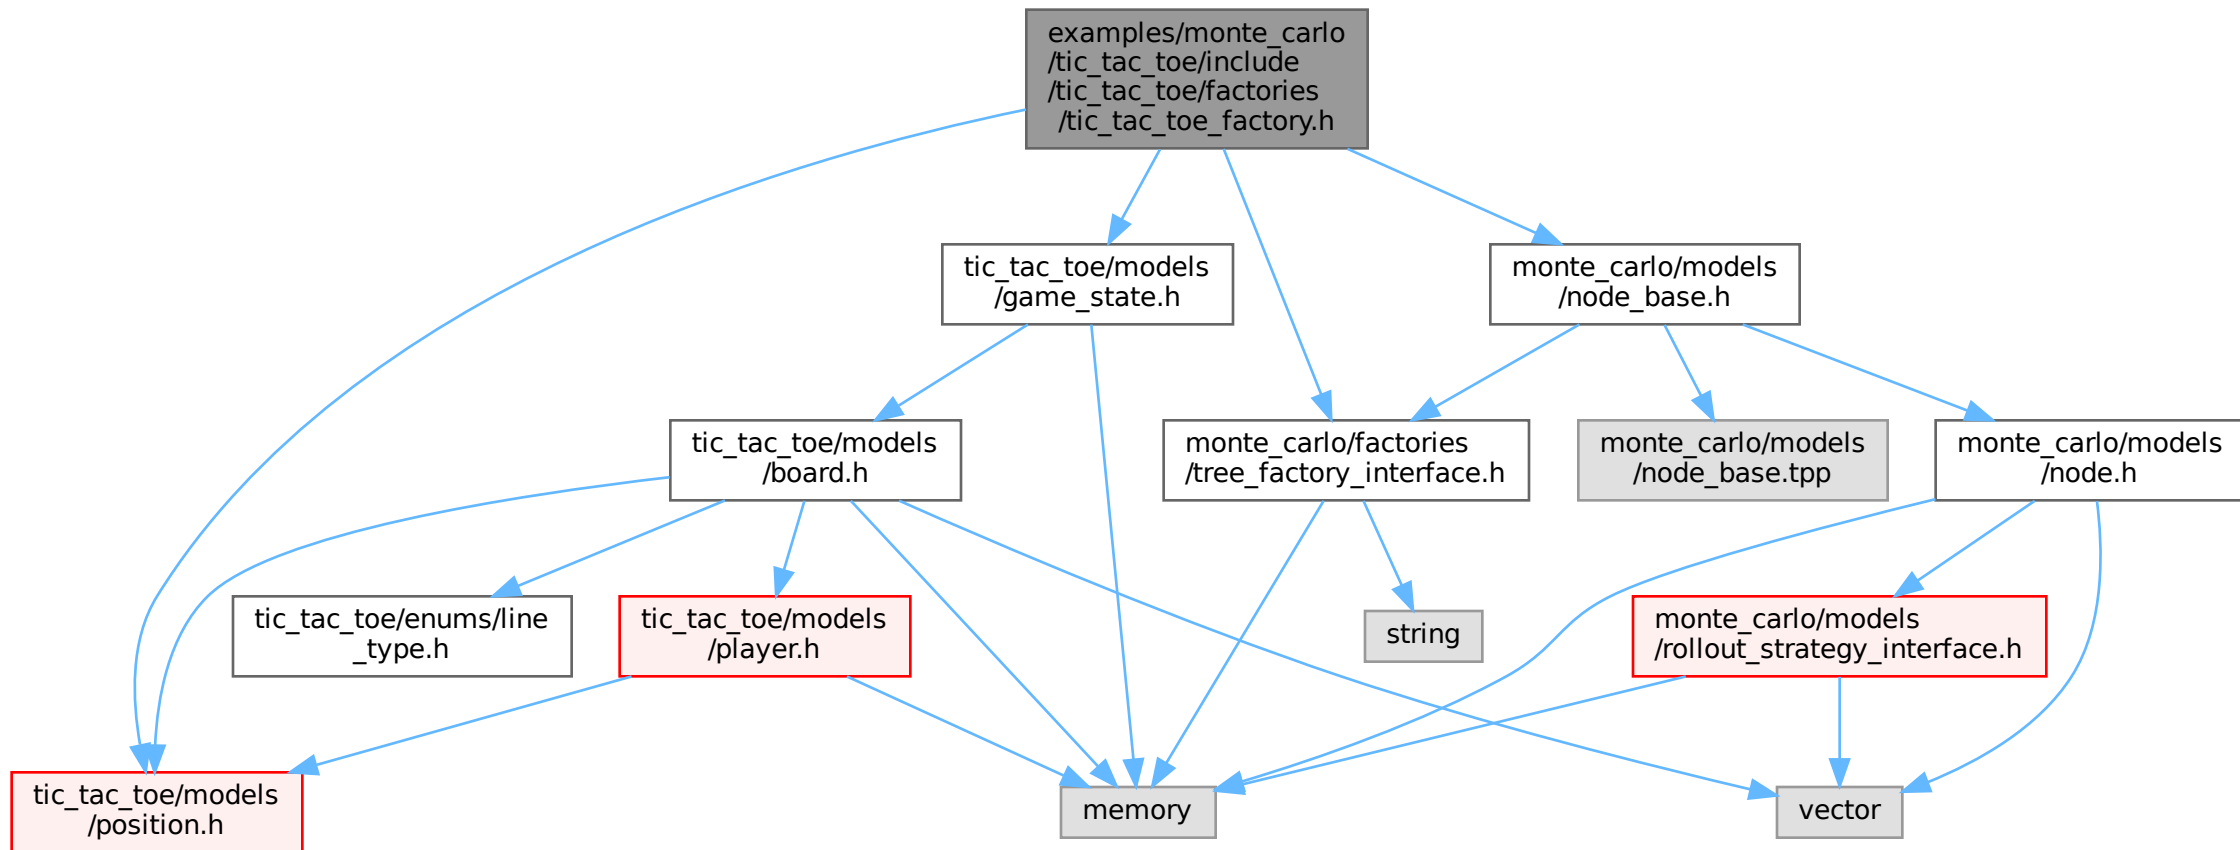 examples/monte_carlo
/tic_tac_toe/include
/tic_tac_toe/factories
/tic_tac_toe_factory.h
tic_tac_toe/models
/game_state.h
monte_carlo/models
/node_base.h
tic_tac_toe/models
/board.h
monte_carlo/factories
/tree_factory_interface.h
monte_carlo/models
/node_base.tpp
monte_carlo/models
/node.h
tic_tac_toe/enums/line
_type.h
tic_tac_toe/models
/player.h
string
monte_carlo/models
/rollout_strategy_interface.h
tic_tac_toe/models
/position.h
memory
vector